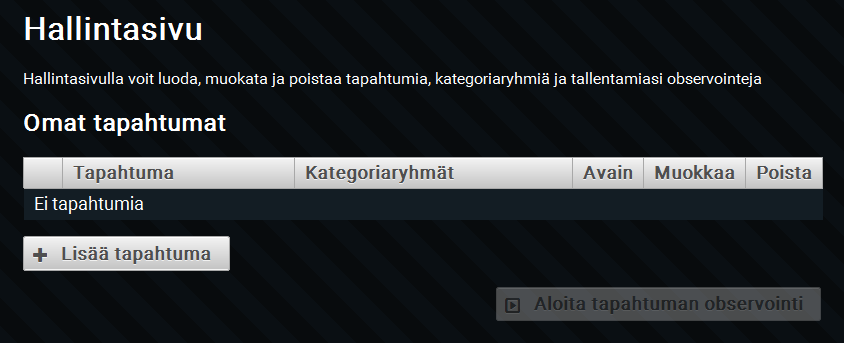 Hallintasivu
Hallintasivulla voit luoda, muokata ja poistaa tapahtumia, kategoriaryhmiä ja tallentamiasi observointeja
Omat tapahtumat
Tapahtuma Kategoriaryhmät Avain Muokkaa Poista
Ei tapahtumia
Lisää tapahtuma
Aloita tapahtuman observointi